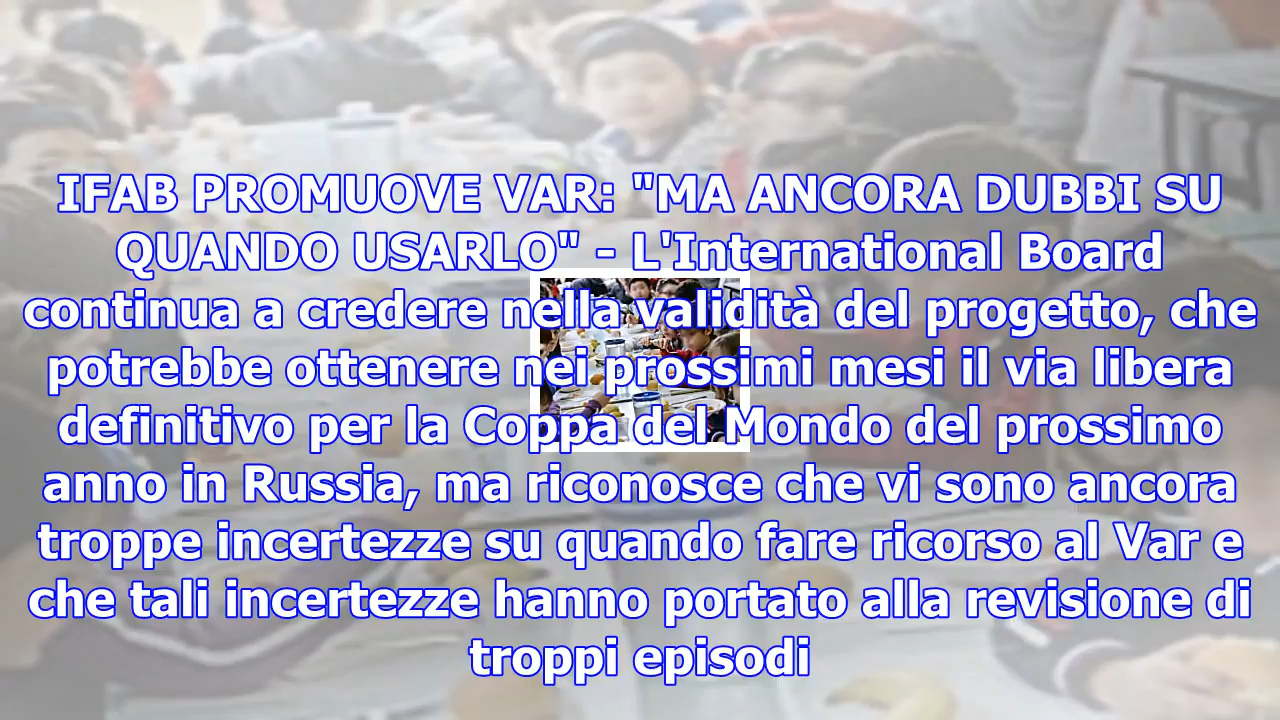 IFAB PROMUOVE VAR: "MA ANCORA DUBBI SU
QUANDO USARLO" - L'International Board
continua a credere nella validità del progetto, che
potrebbe ottenere nei prossimi mesi il via libera
definitivo per la Coppa del Mondo del prossimo
anno in Russia, ma riconosce che vi sono ancora
troppe incertezze su quando fare ricorso al Var e
che tali incertezze hanno portato alla revisione di
troppi episodi